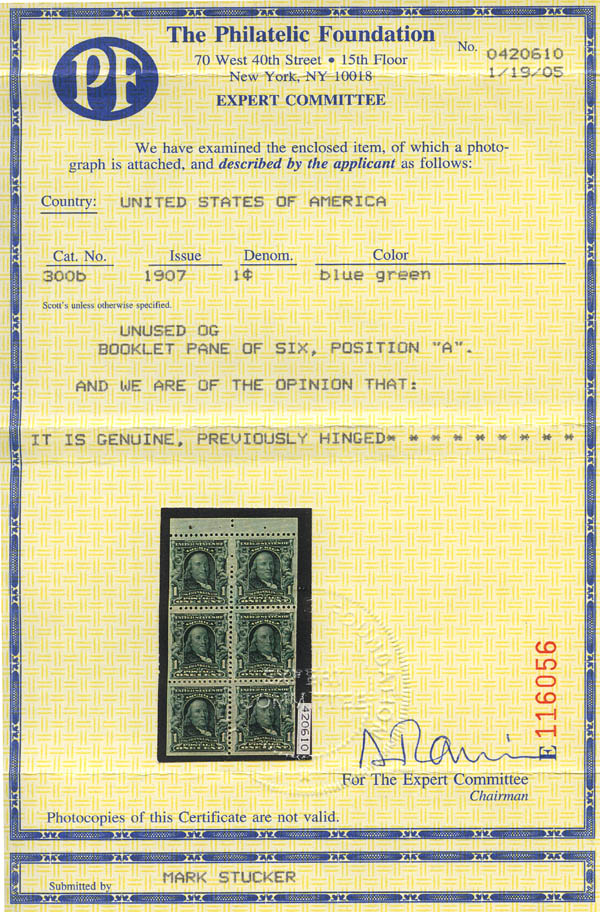 PF
The Philatelic Foundation
70 West 40th Street • 15th Floor
New York, NY 10018
EXPERT COMMITTEE
No. 0420610
1/19/05
We have examined the enclosed item, of which a photo-
graph is attached, and described by the applicant as follows:
Country: UNITED STATES OF AMERICA
Cat. No. Issue Denom. Color
300b 1907 1¢ blue green
Scott's unless otherwise specified.
UNUSED OG
BOOKLET PANE OF SIX, POSITION "A".
AND WE ARE OF THE OPINION THAT:
IT IS GENUINE, PREVIOUSLY HINGED* * * * * * * * *
420610
E 116056
For The Expert Committee
Chairman
Photocopies of this Certificate are not valid.
Submitted by MARK STUCKER